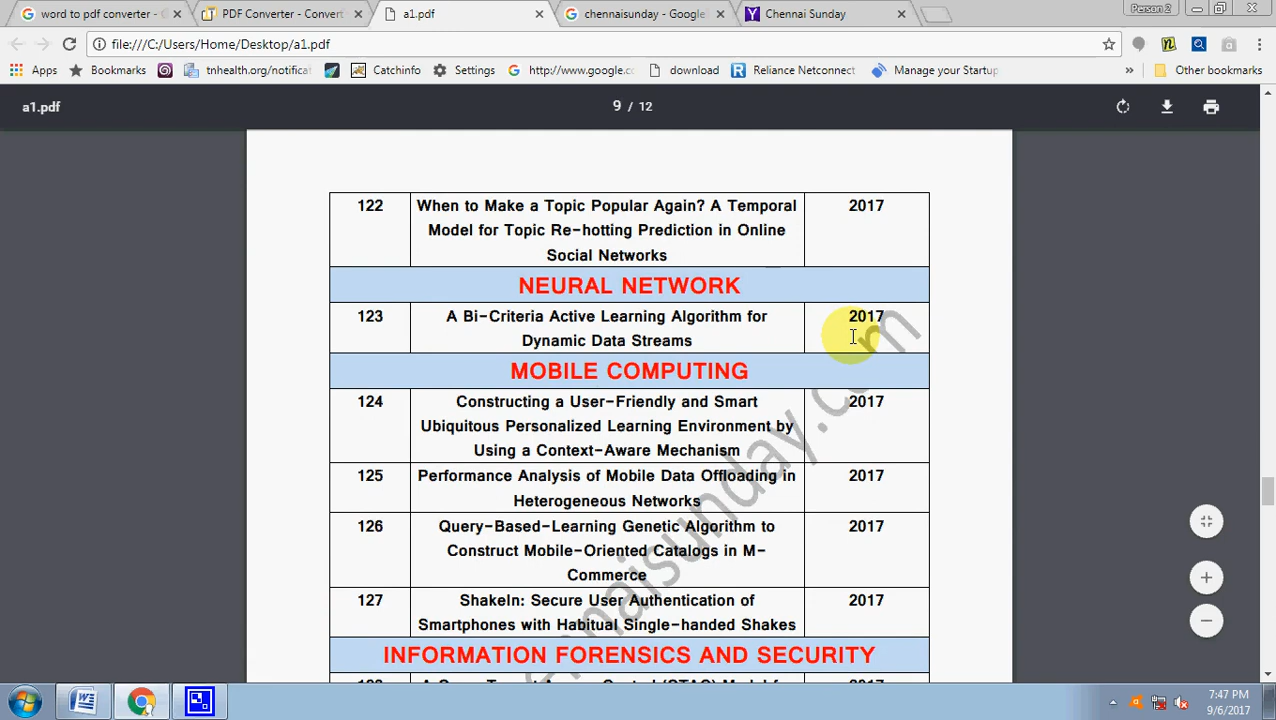 word to pdf converter - G
PDF Converter - Convert
a1.pdf
chennaisunday - Google
Chennai Sunday
Person 2
file:///C:/Users/Home/Desktop/a1.pdf
Apps
Bookmarks
tnhealth.org/notificat
Catchinfo
Settings
http://www.google.co
download
Reliance Netconnect
Manage your Startup
»
Other bookmarks
a1.pdf
9 / 12
122 When to Make a Topic Popular Again? A Temporal 2017
Model for Topic Re-hotting Prediction in Online
Social Networks
NEURAL NETWORK
123 A Bi-Criteria Active Learning Algorithm for 2017
Dynamic Data Streams
MOBILE COMPUTING
124 Constructing a User-Friendly and Smart 2017
Ubiquitous Personalized Learning Environment by
Using a Context-Aware Mechanism
125 Performance Analysis of Mobile Data Offloading in 2017
Heterogeneous Networks
126 Query-Based-Learning Genetic Algorithm to 2017
Construct Mobile-Oriented Catalogs in M-
Commerce
127 ShakeIn: Secure User Authentication of 2017
Smartphones with Habitual Single-handed Shakes
INFORMATION FORENSICS AND SECURITY
ennaisunday.com
7:47 PM
9/6/2017